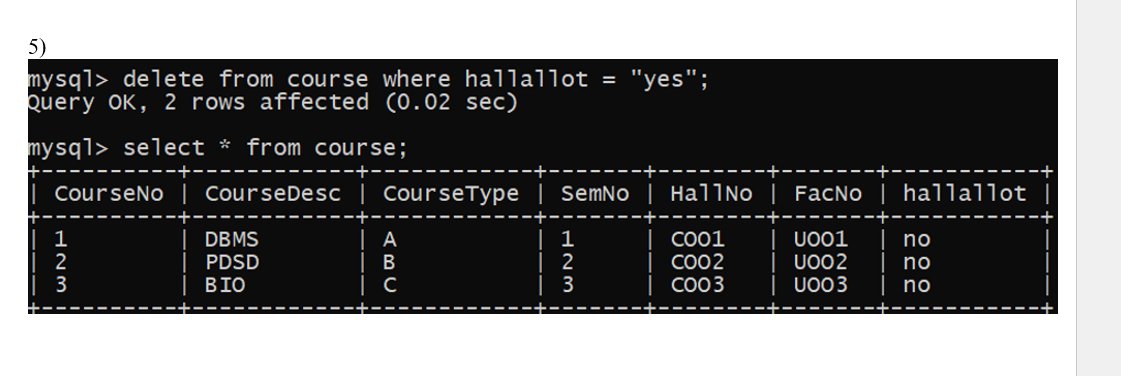 5)
mysql> delete from course where hallallot = "yes";
Query OK, 2 rows affected (0.02 sec)
mysql> select * from course;
+----------+------------+------------+-------+--------+-------+-----------+
| CourseNo | CourseDesc | CourseType | SemNo | HallNo | FacNo | hallallot |
+----------+------------+------------+-------+--------+-------+-----------+
| 1 | DBMS | A | 1 | C001 | U001 | no |
| 2 | PDSD | B | 2 | C002 | U002 | no |
| 3 | BIO | C | 3 | C003 | U003 | no |
+----------+------------+------------+-------+--------+-------+-----------+